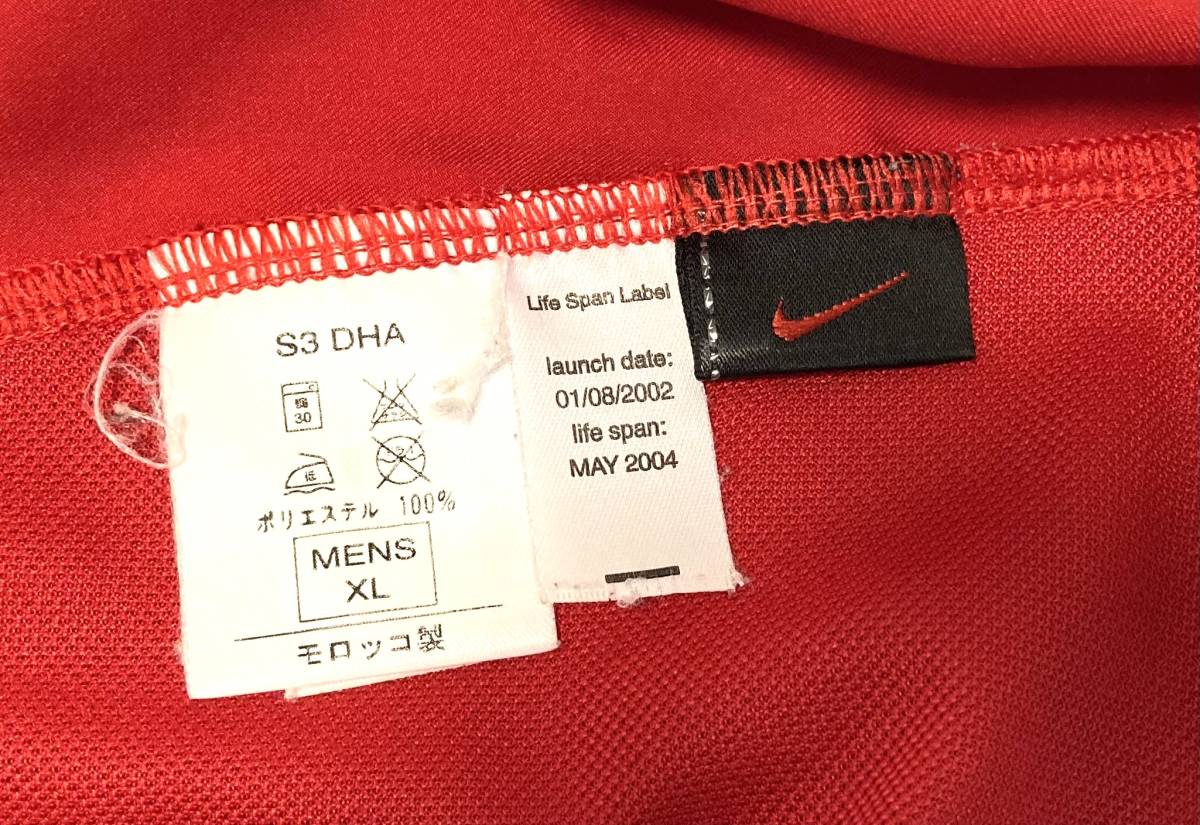 S3 DHA
弱
30
低
ポリエステル 100%
MENS
XL
モロッコ製
Life Span Label
launch date:
01/08/2002
life span:
MAY 2004